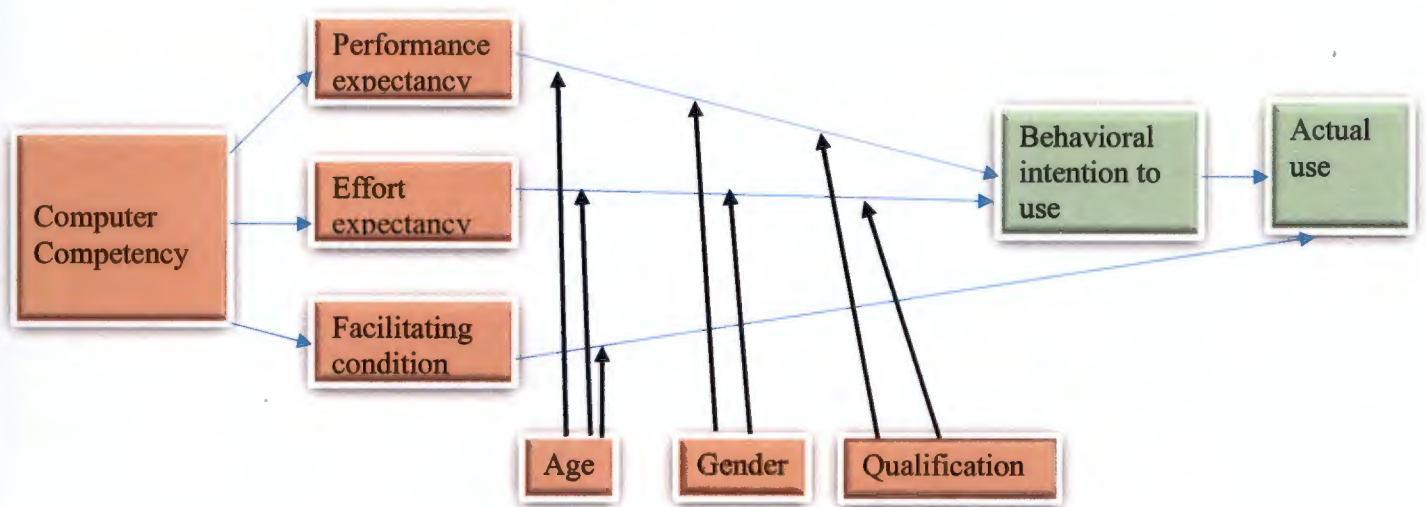 Performance
expectancy
Computer
Competency
Effort
expectancy
Facilitating
condition
Behavioral
intention to
use
Actual
use
Age
Gender
Qualification